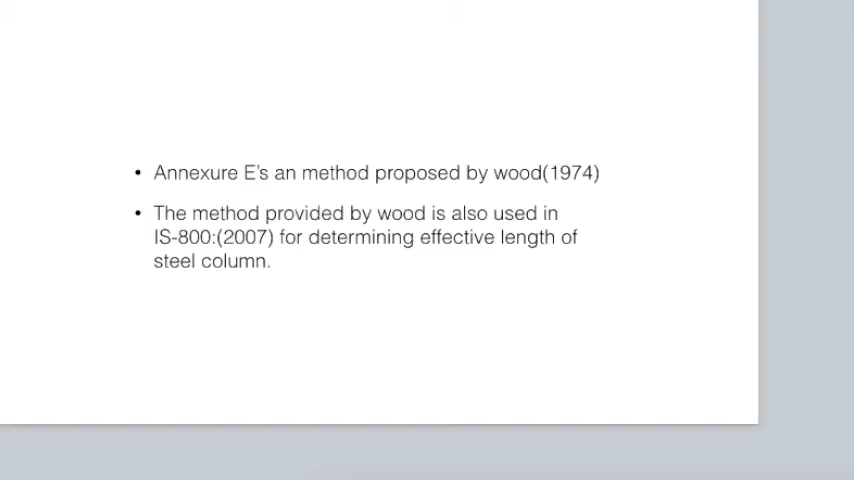 • Annexure E's an method proposed by wood(1974)
• The method provided by wood is also used in
IS-800:(2007) for determining effective length of
steel column.